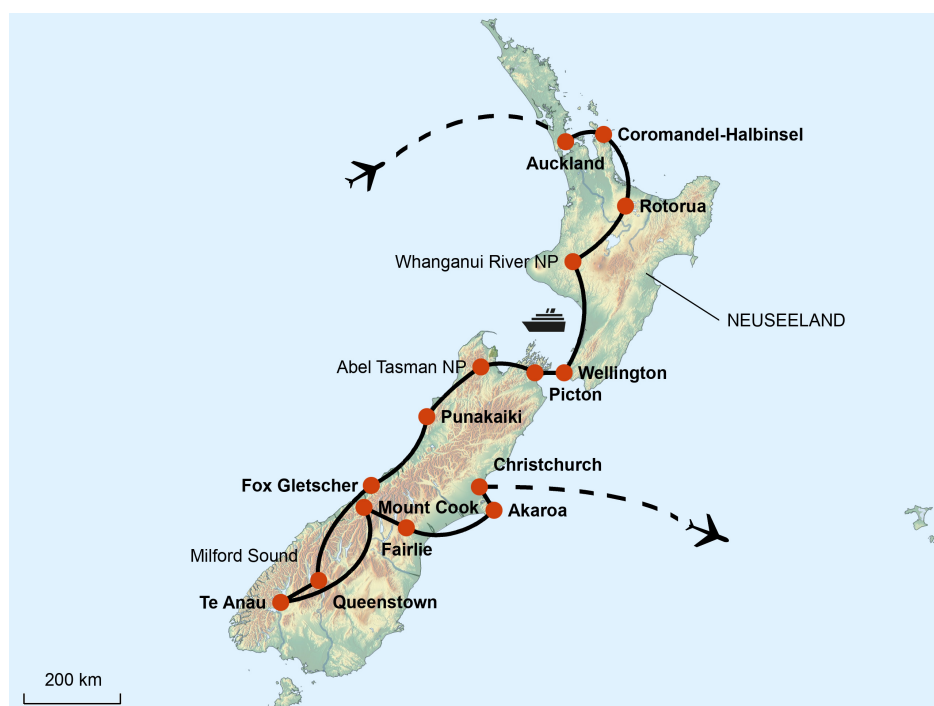 Coromandel-Halbinsel
Auckland
Rotorua
Whanganui River NP
NEUSEELAND
Abel Tasman NP
Wellington
Picton
Punakaiki
Christchurch
Fox Gletscher
Mount Cook
Akaroa
Fairlie
Milford Sound
Te Anau
Queenstown
200 km